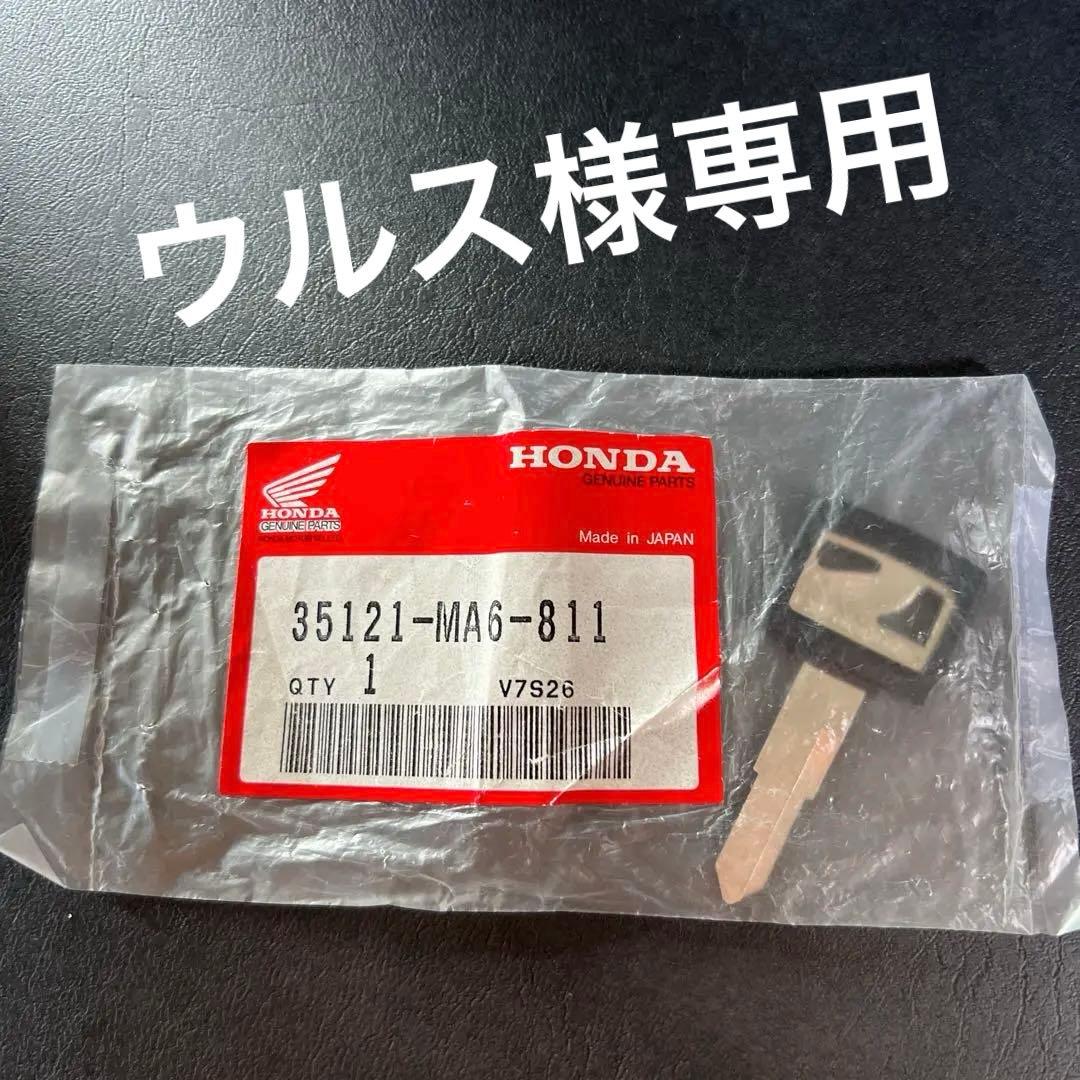 ウルス様専用
HONDA
GENUINE PARTS
HONDA
GENUINE PARTS
Made in JAPAN
35121-MA6-811
QTY 1 V7S26